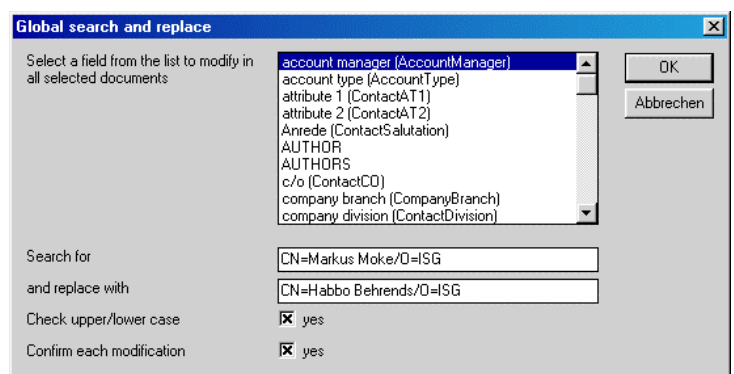 Global search and replace
Select a field from the list to modify in
all selected documents
account manager (AccountManager)
account type (AccountType)
attribute 1 (ContactAT1)
attribute 2 (ContactAT2)
Anrede (ContactSalutation)
AUTHOR
AUTHORS
c/o (ContactCO)
company branch (CompanyBranch)
company division (ContactDivision)
OK
Abbrechen
Search for
CN=Markus Moke/O=ISG
and replace with
CN=Habbo Behrends/O=ISG
Check upper/lower case
yes
Confirm each modification
yes